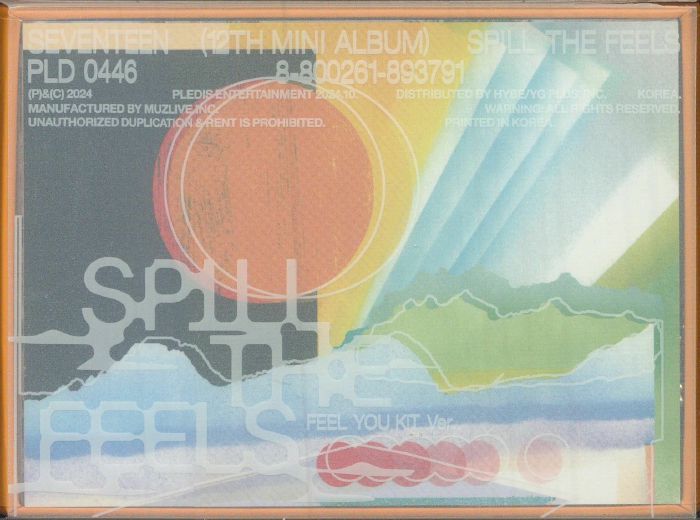 SEVENTEEN (12TH MINI ALBUM) SPILL THE FEELS
PLD 0446 8-800261-893791
(P)&(C) 2024 PLEDIS ENTERTAINMENT 2024.10. DISTRIBUTED BY HYBE/YG PLUS INC. KOREA.
MANUFACTURED BY MUZLIVE INC. WARNING:ALL RIGHTS RESERVED.
UNAUTHORIZED DUPLICATION & RENT IS PROHIBITED. PRINTED IN KOREA.
SPILL
THE
FEELS
FEEL YOU KIT Ver.